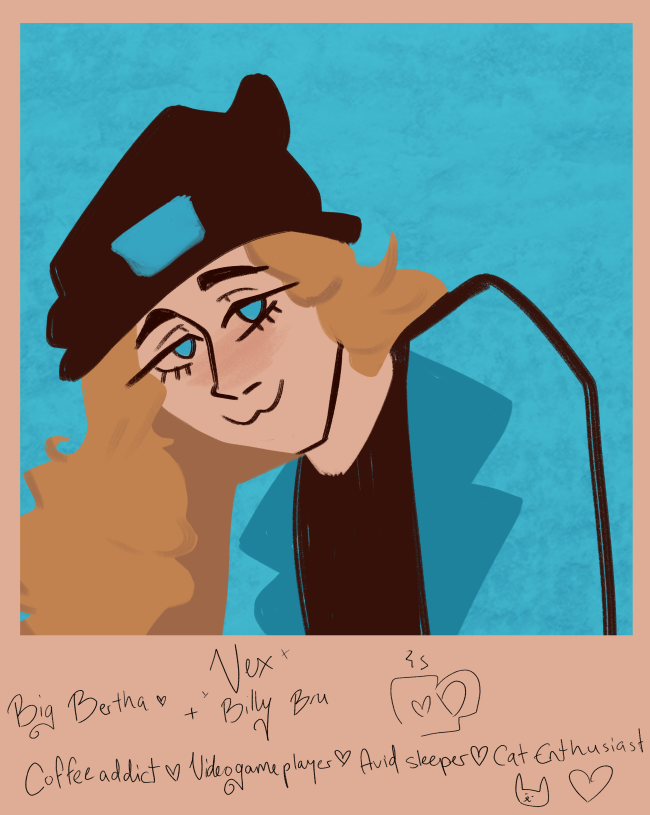 Vex
Big Bertha + Billy Bru
Coffee addict ♡ Videogame player ♡ Avid sleeper ♡ Cat Enthusiast